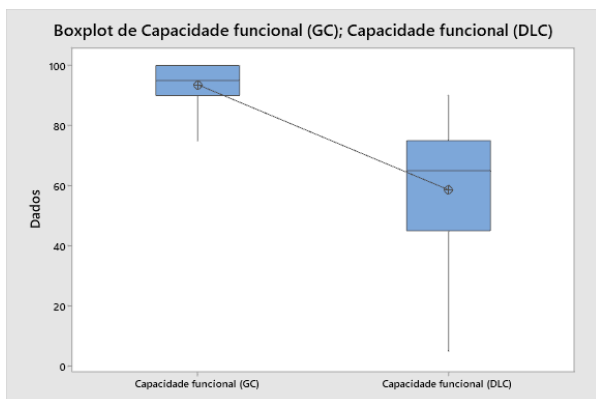 Boxplot de Capacidade funcional (GC); Capacidade funcional (DLC)
100
80
60
40
20
0
Dados
Capacidade funcional (GC)
Capacidade funcional (DLC)